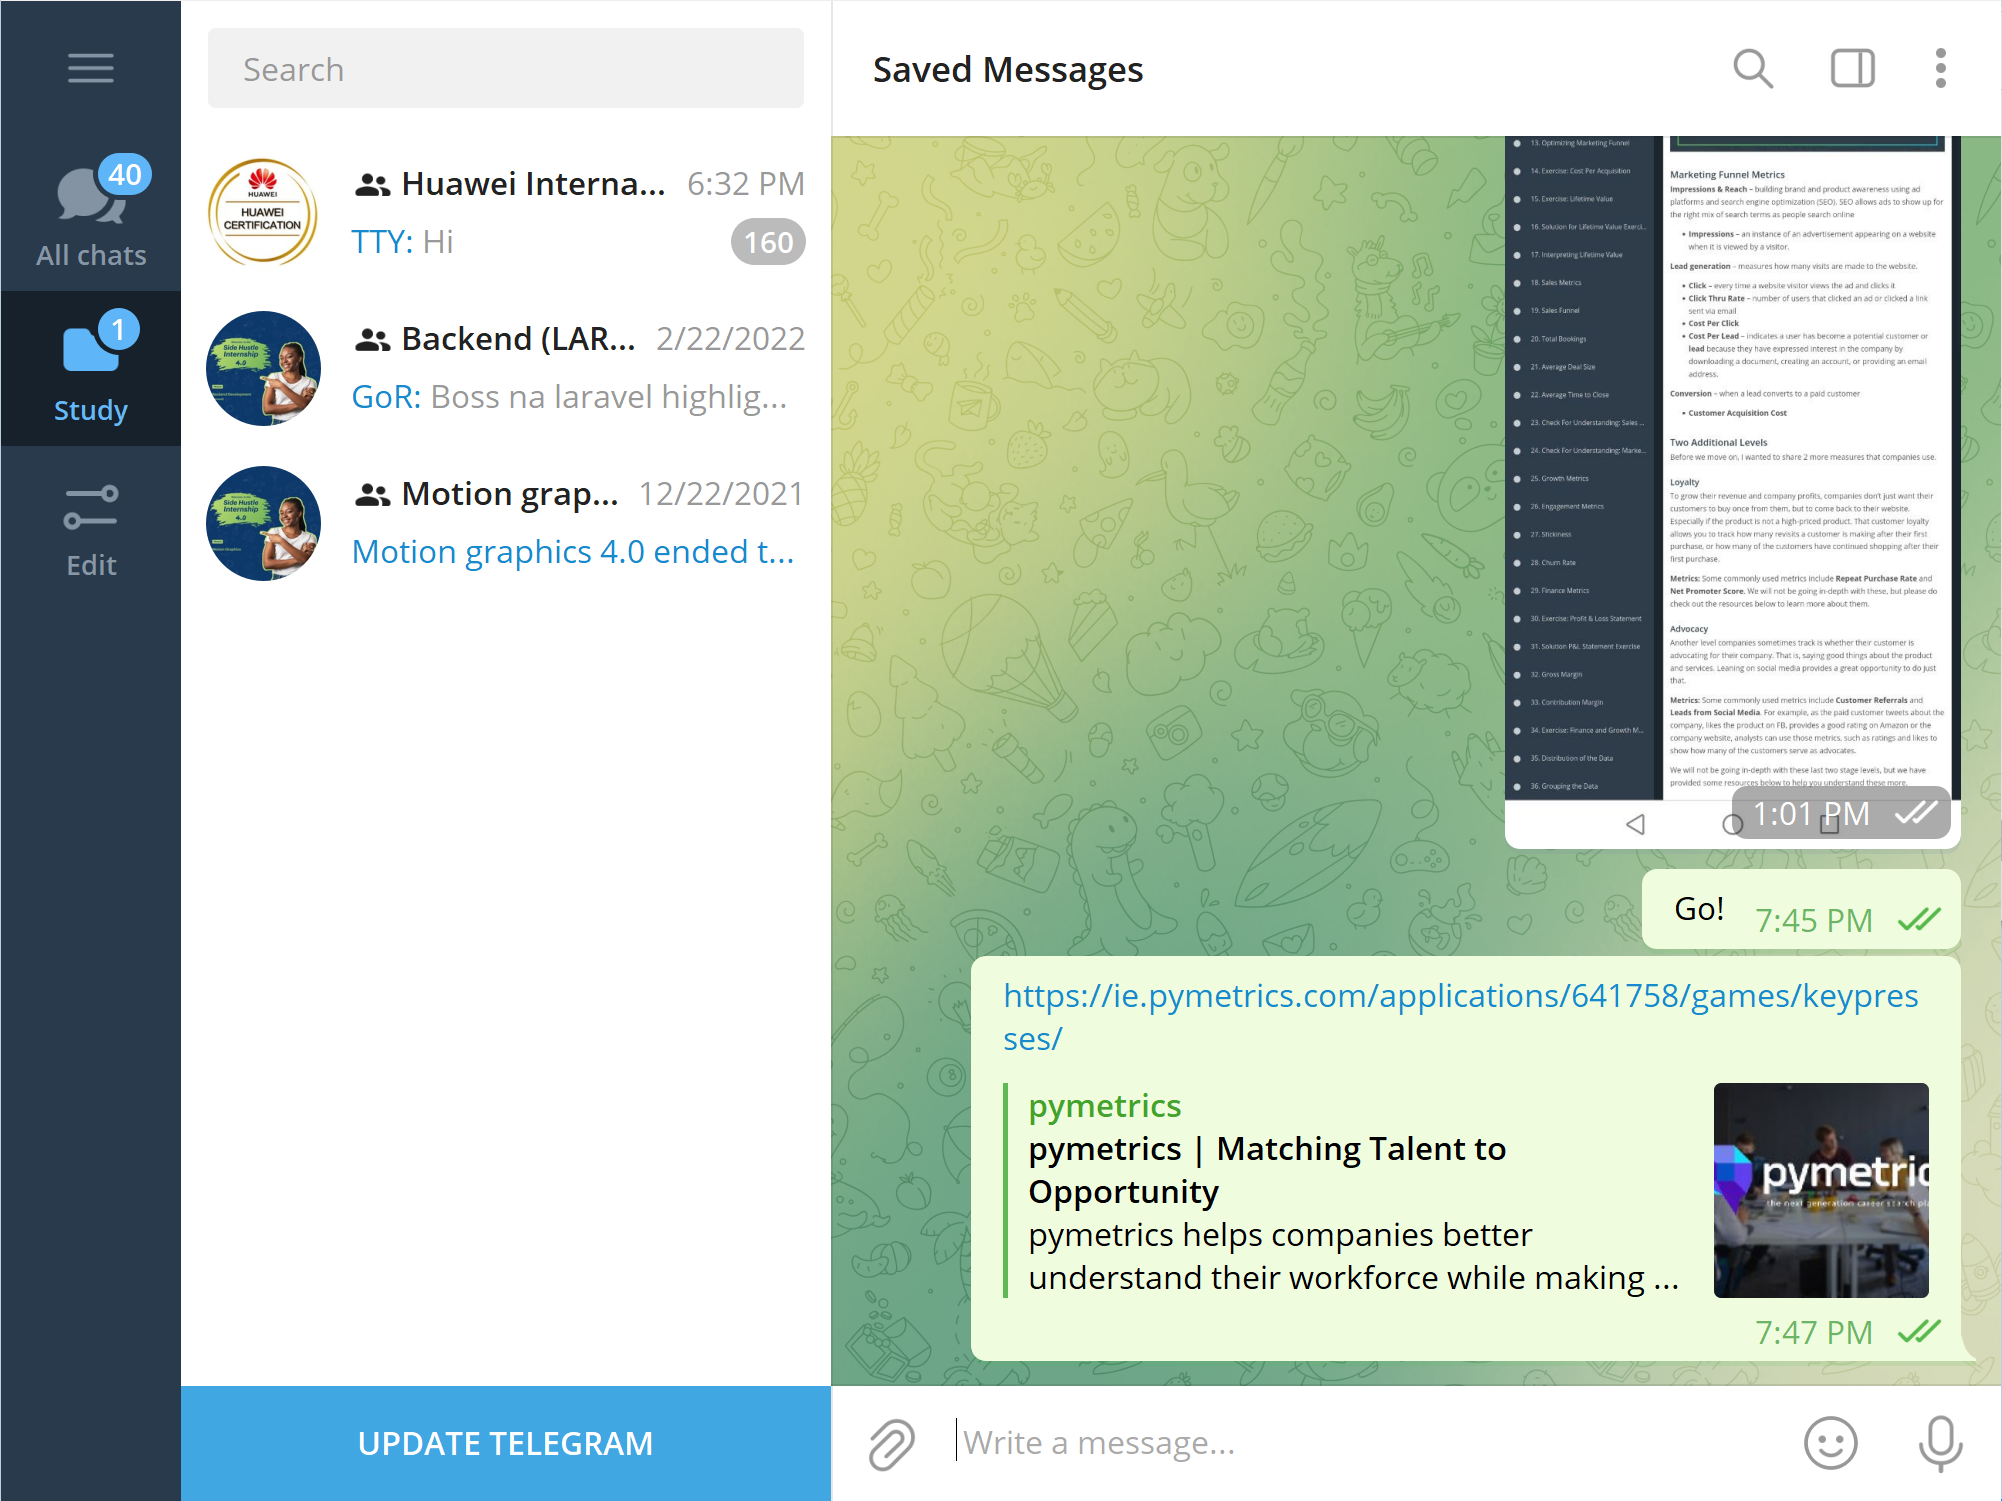 Search
40
All chats
1
Study
Edit
HUAWEI
HUAWEI
CERTIFICATION
Huawei Interna... 6:32 PM
TTY: Hi 160
Side Hustle
Internship
4.0
Backend (LAR... 2/22/2022
GoR: Boss na laravel highlig...
Side Hustle
Internship
4.0
Motion grap... 12/22/2021
Motion graphics 4.0 ended t...
UPDATE TELEGRAM
Saved Messages
13. Optimizing Marketing Funnel
14. Exercise: Cost Per Acquisition
15. Exercise: Lifetime Value
16. Solution for Lifetime Value Exerci...
17. Interpreting Lifetime Value
18. Sales Metrics
19. Sales Funnel
20. Total Bookings
21. Average Deal Size
22. Average Time to Close
23. Check For Understanding: Sales ...
24. Check For Understanding: Marke...
25. Growth Metrics
26. Engagement Metrics
27. Stickiness
28. Churn Rate
29. Finance Metrics
30. Exercise: Profit & Loss Statement
31. Solution P&L Statement Exercise
32. Gross Margin
33. Contribution Margin
34. Exercise: Finance and Growth M...
35. Distribution of the Data
36. Grouping the Data
Marketing Funnel Metrics
Impressions & Reach – building brand and product awareness using ad
platforms and search engine optimization (SEO). SEO allows ads to show up for
the right mix of search terms as people search online
• Impressions – an instance of an advertisement appearing on a website
when it is viewed by a visitor.
Lead generation – measures how many visits are made to the website.
• Click – every time a website visitor views the ad and clicks it
• Click Thru Rate – number of users that clicked an ad or clicked a link
sent via email
• Cost Per Click
• Cost Per Lead – indicates a user has become a potential customer or
lead because they have expressed interest in the company by
downloading a document, creating an account, or providing an email
address.
Conversion – when a lead converts to a paid customer
• Customer Acquisition Cost
Two Additional Levels
Before we move on, I wanted to share 2 more measures that companies use.
Loyalty
To grow their revenue and company profits, companies don't just want their
customers to buy once from them, but to come back to their website.
Especially if the product is not a high-priced product. That customer loyalty
allows you to track how many revisits a customer is making after their first
purchase, or how many of the customers have continued shopping after their
first purchase.
Metrics: Some commonly used metrics include Repeat Purchase Rate and
Net Promoter Score. We will not be going in-depth with these, but please do
check out the resources below to learn more about them.
Advocacy
Another level companies sometimes track is whether their customer is
advocating for their company. That is, saying good things about the product
and services. Leaning on social media provides a great opportunity to do just
that.
Metrics: Some commonly used metrics include Customer Referrals and
Leads from Social Media. For example, as the paid customer tweets about the
company, likes the product on FB, provides a good rating on Amazon or the
company website, analysts can use those metrics, such as ratings and likes to
show how many of the customers serve as advocates.
We will not be going in-depth with these last two stage levels, but we have
provided some resources below to help you understand these more.
1:01 PM
Go! 7:45 PM
https://ie.pymetrics.com/applications/641758/games/keypres
ses/
pymetrics
pymetrics | Matching Talent to
Opportunity
pymetrics helps companies better
understand their workforce while making ...
pymetric
the next generation career search pl
7:47 PM
Write a message...